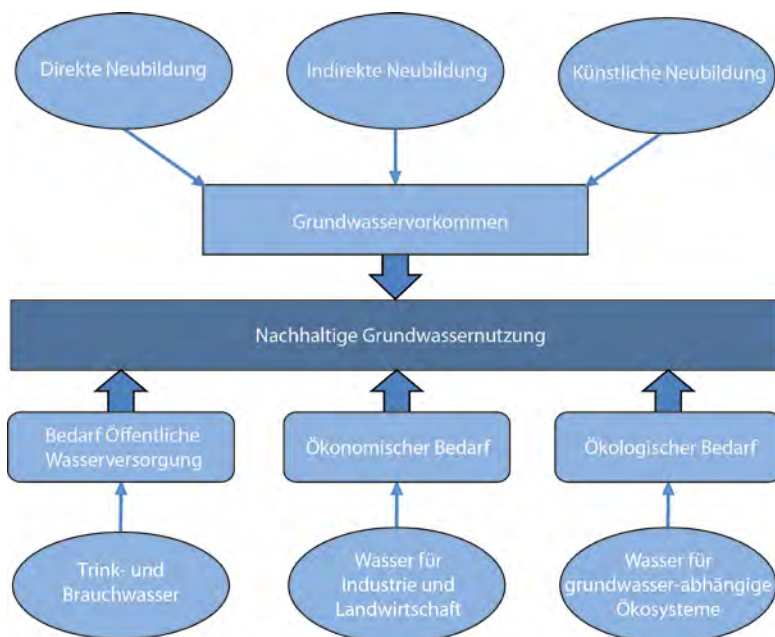 Direkte Neubildung
Indirekte Neubildung
Künstliche Neubildung
Grundwasservorkommen
Nachhaltige Grundwassernutzung
Bedarf Öffentliche
Wasserversorgung
Ökonomischer Bedarf
Ökologischer Bedarf
Trink- und
Brauchwasser
Wasser für
Industrie und
Landwirtschaft
Wasser für
grundwasser-abhängige
Ökosysteme